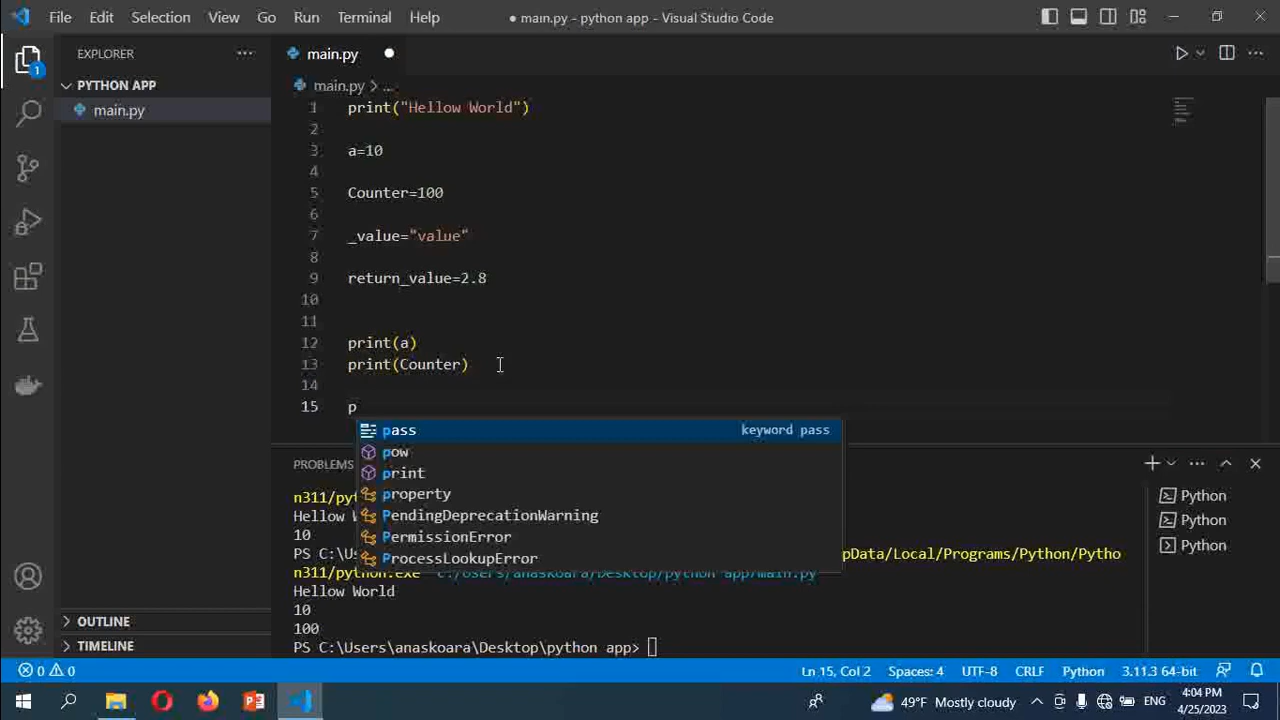 File Edit Selection View Go Run Terminal Help
● main.py - python app - Visual Studio Code
EXPLORER
main.py
PYTHON APP
main.py > ...
main.py
1 print("Hellow World")
2
3 a=10
4
5 Counter=100
6
7 _value="value"
8
9 return_value=2.8
10
11
12 print(a)
13 print(Counter)
14
15 p
pass keyword pass
pow
print
property
PendingDeprecationWarning
PermissionError
ProcessLookupError
PROBLEMS
n311/pyt
Hellow W
10
PS C:\Us
ppData/Local/Programs/Python/Pytho
n311/python.exe" "c:/Users/anaskoara/Desktop/python app/main.py"
Hellow World
10
100
PS C:\Users\anaskoara\Desktop\python app>
Python
Python
Python
1
OUTLINE
TIMELINE
0 0
Ln 15, Col 2 Spaces: 4 UTF-8 CRLF Python 3.11.3 64-bit
49°F Mostly cloudy
ENG
4:04 PM
4/25/2023